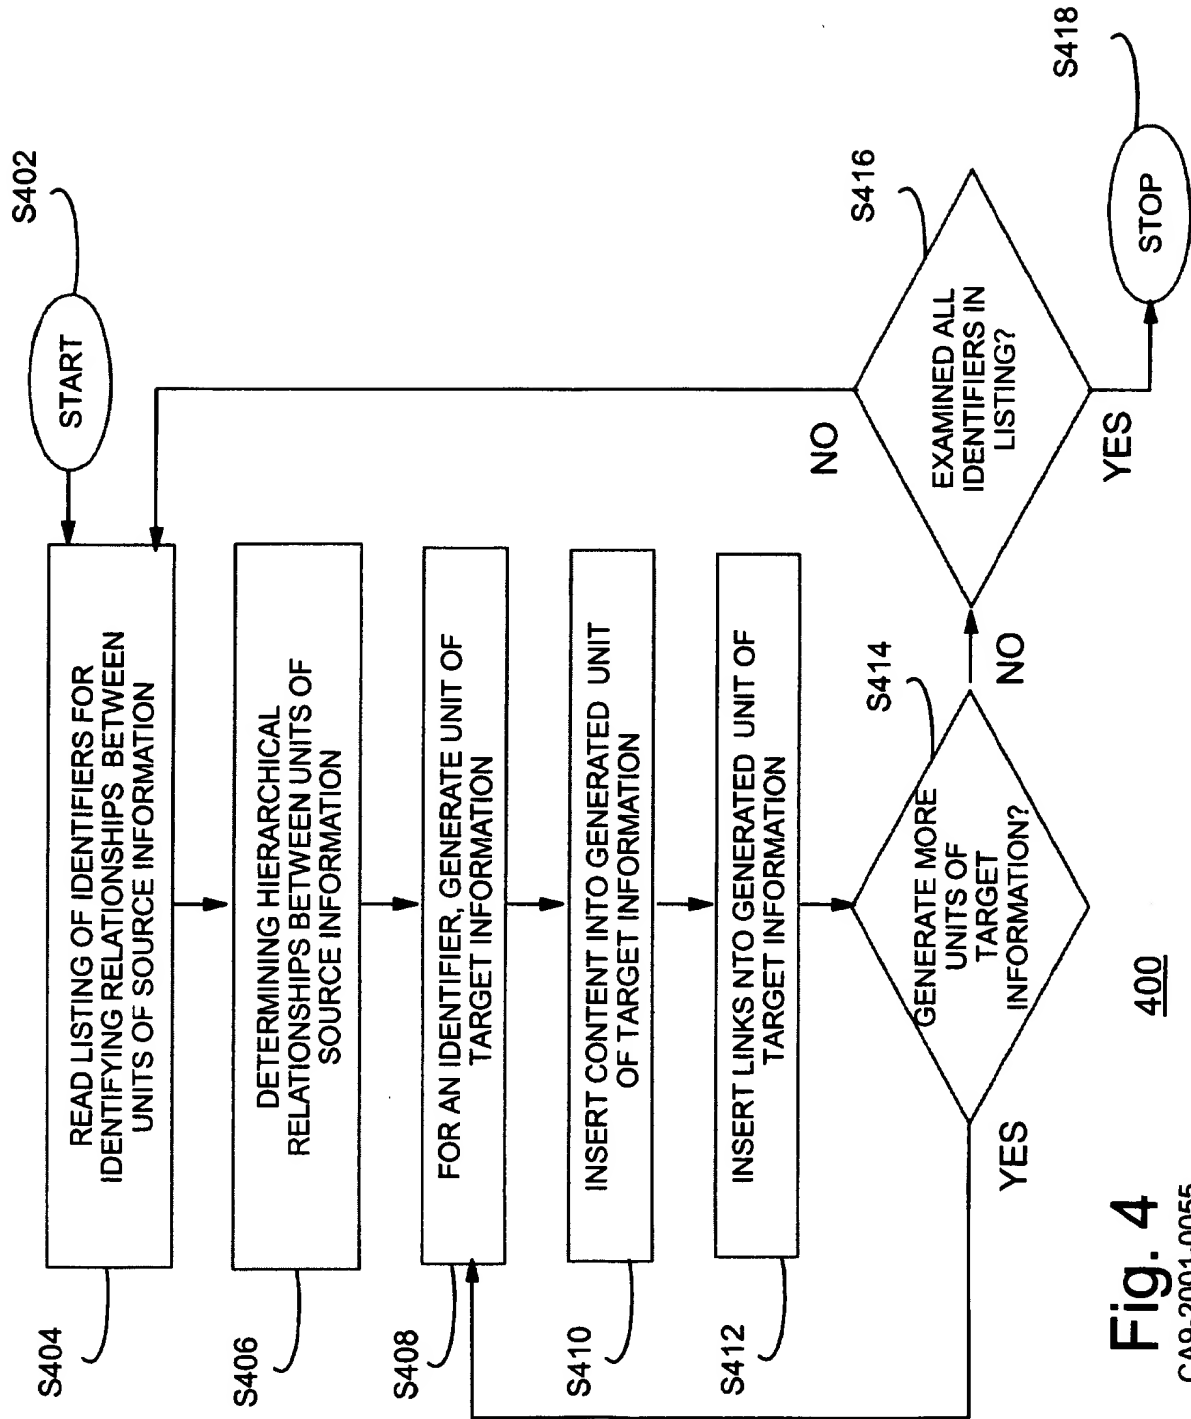 S402
START
S404
READ LISTING OF IDENTIFIERS FOR
IDENTIFYING RELATIONSHIPS BETWEEN
UNITS OF SOURCE INFORMATION
S406
DETERMINING HIERARCHICAL
RELATIONSHIPS BETWEEN UNITS OF
SOURCE INFORMATION
S408
FOR AN IDENTIFIER, GENERATE UNIT OF
TARGET INFORMATION
S410
INSERT CONTENT INTO GENERATED UNIT
OF TARGET INFORMATION
S412
INSERT LINKS NTO GENERATED UNIT OF
TARGET INFORMATION
S414
GENERATE MORE
UNITS OF
TARGET
INFORMATION?
YES
NO
S416
EXAMINED ALL
IDENTIFIERS IN
LISTING?
NO
YES
S418
STOP
400
Fig. 4
CA9-2001-0055